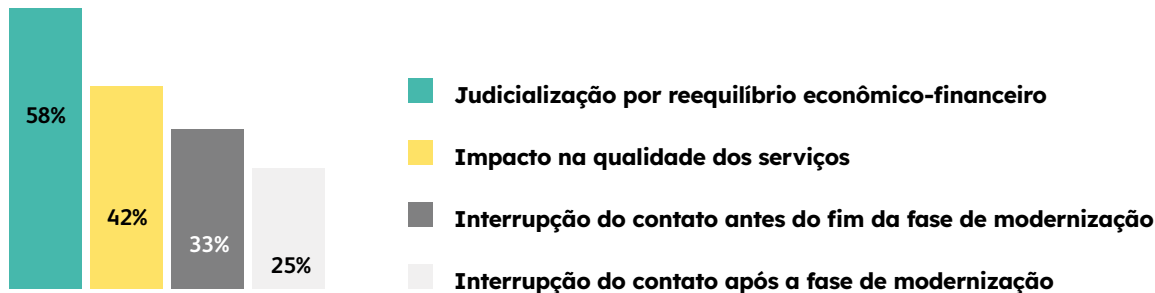 58%
42%
33%
25%
Judicialização por reequilíbrio econômico-financeiro
Impacto na qualidade dos serviços
Interrupção do contato antes do fim da fase de modernização
Interrupção do contato após a fase de modernização